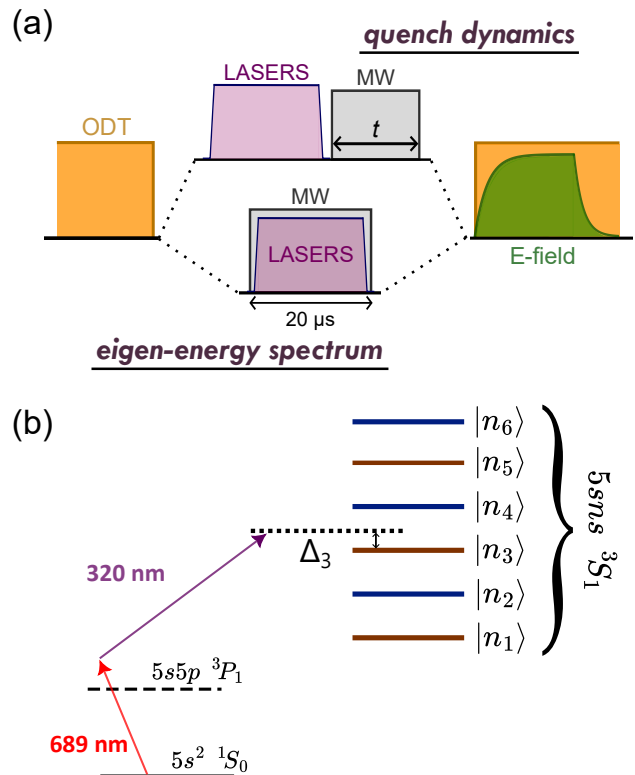 (a)
quench dynamics
LASERS
MW
ODT
t
MW
LASERS
E-field
20 µs
eigen-energy spectrum
(b)
|n₆⟩
|n₅⟩
|n₄⟩
Δ₃
|n₃⟩
320 nm
|n₂⟩
|n₁⟩
5sns ³S₁
5s5p ³P₁
689 nm
5s² ¹S₀